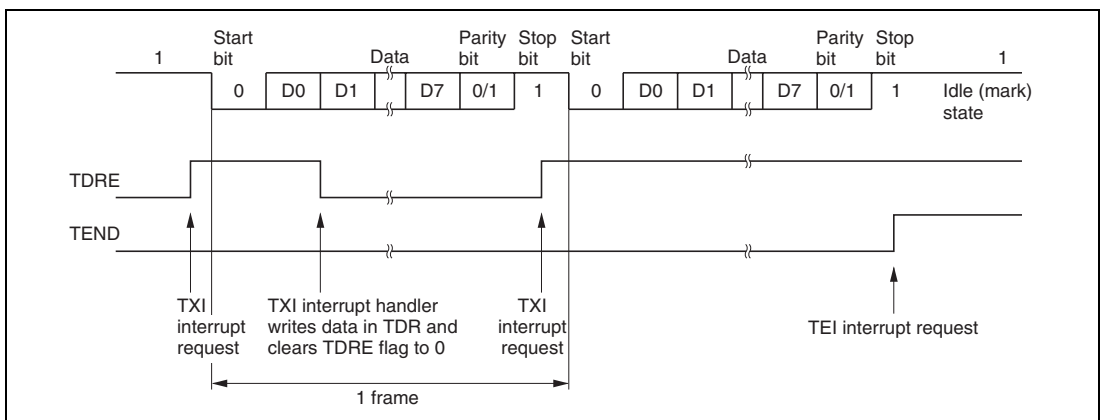 Start Parity Stop Start Parity Stop
1 bit Data bit bit bit Data bit bit 1
0 D0 D1 D7 0/1 1 0 D0 D1 D7 0/1 1 Idle (mark)
state
TDRE
TEND
TXI
interrupt
request
TXI interrupt handler
writes data in TDR and
clears TDRE flag to 0
TXI
interrupt
request
TEI interrupt request
1 frame